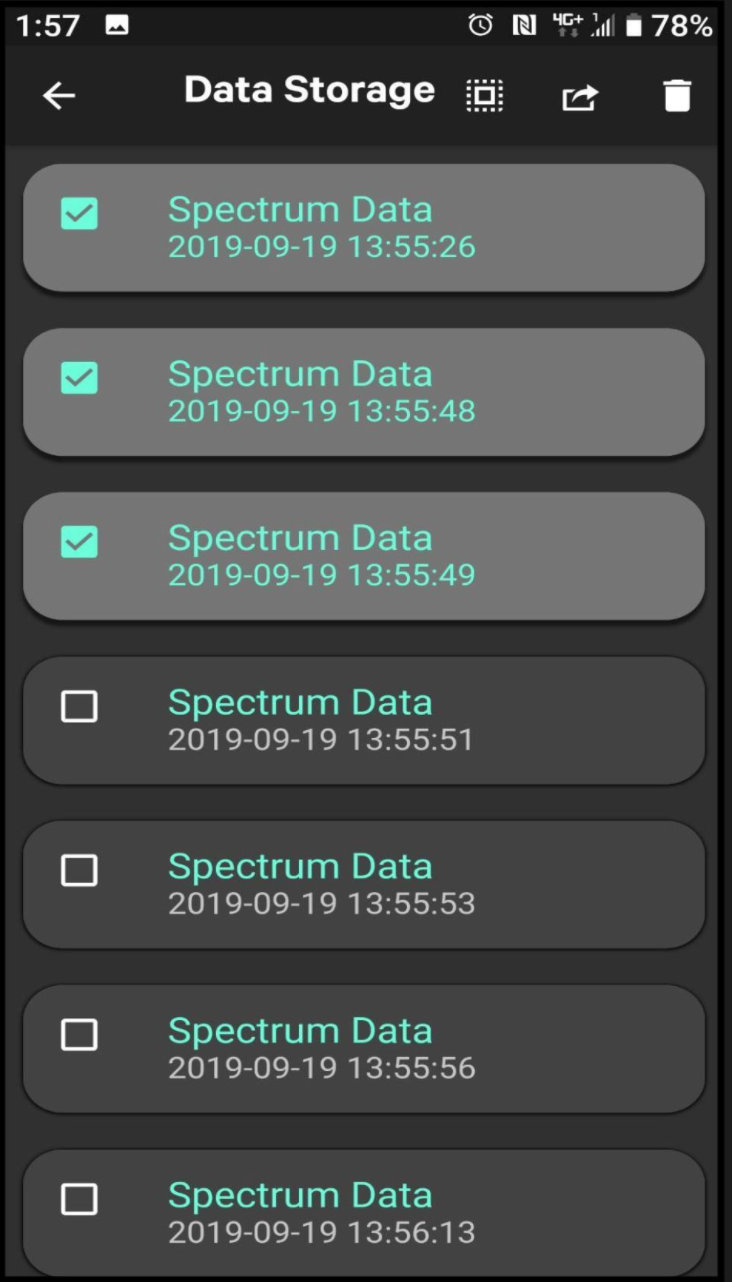 1:57
4G+ 1 78%
Data Storage
Spectrum Data
2019-09-19 13:55:26
Spectrum Data
2019-09-19 13:55:48
Spectrum Data
2019-09-19 13:55:49
Spectrum Data
2019-09-19 13:55:51
Spectrum Data
2019-09-19 13:55:53
Spectrum Data
2019-09-19 13:55:56
Spectrum Data
2019-09-19 13:56:13